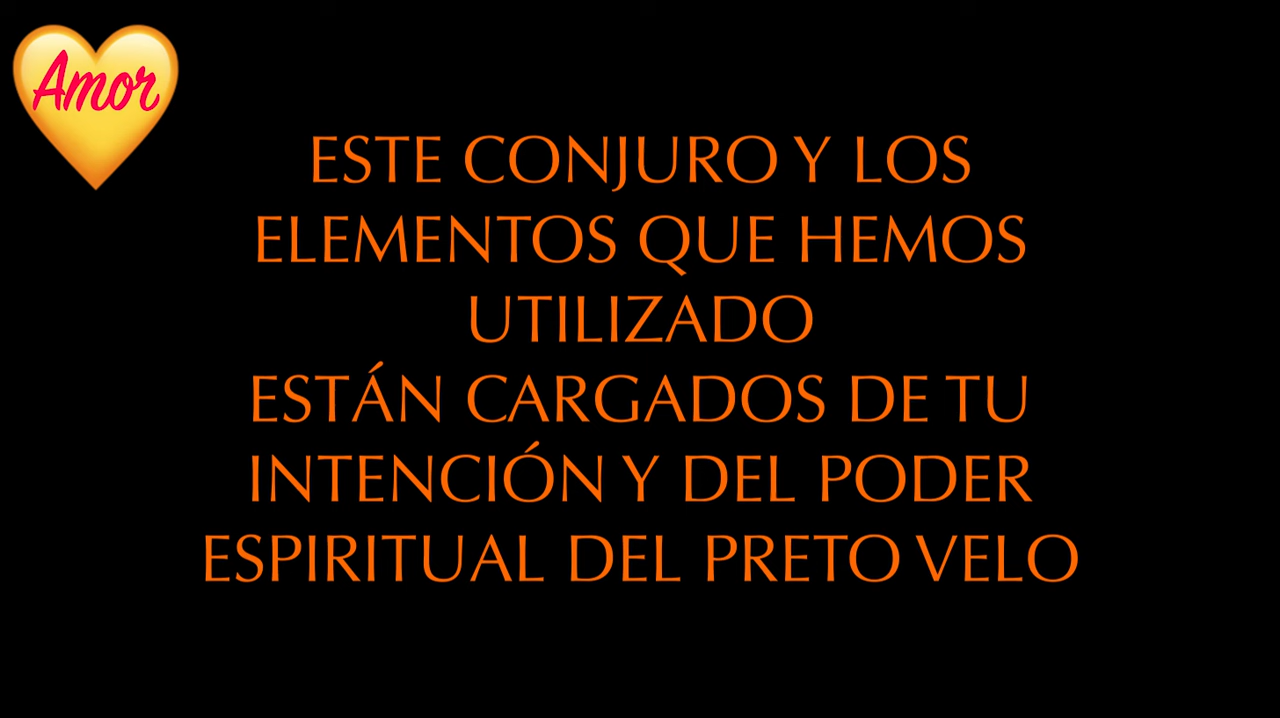 Amor
ESTE CONJURO Y LOS
ELEMENTOS QUE HEMOS
UTILIZADO
ESTÁN CARGADOS DE TU
INTENCIÓN Y DEL PODER
ESPIRITUAL DEL PRETO VELO